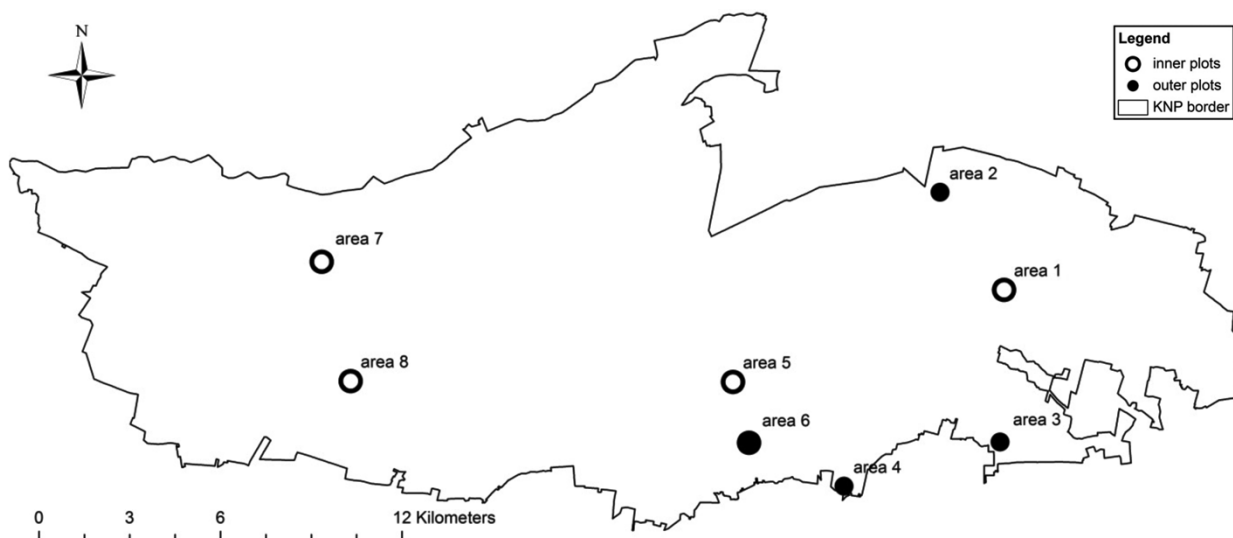 N
Legend
inner plots
outer plots
KNP border
area 2
area 7
area 1
area 8
area 5
area 6
area 3
area 4
0 3 6 12 Kilometers